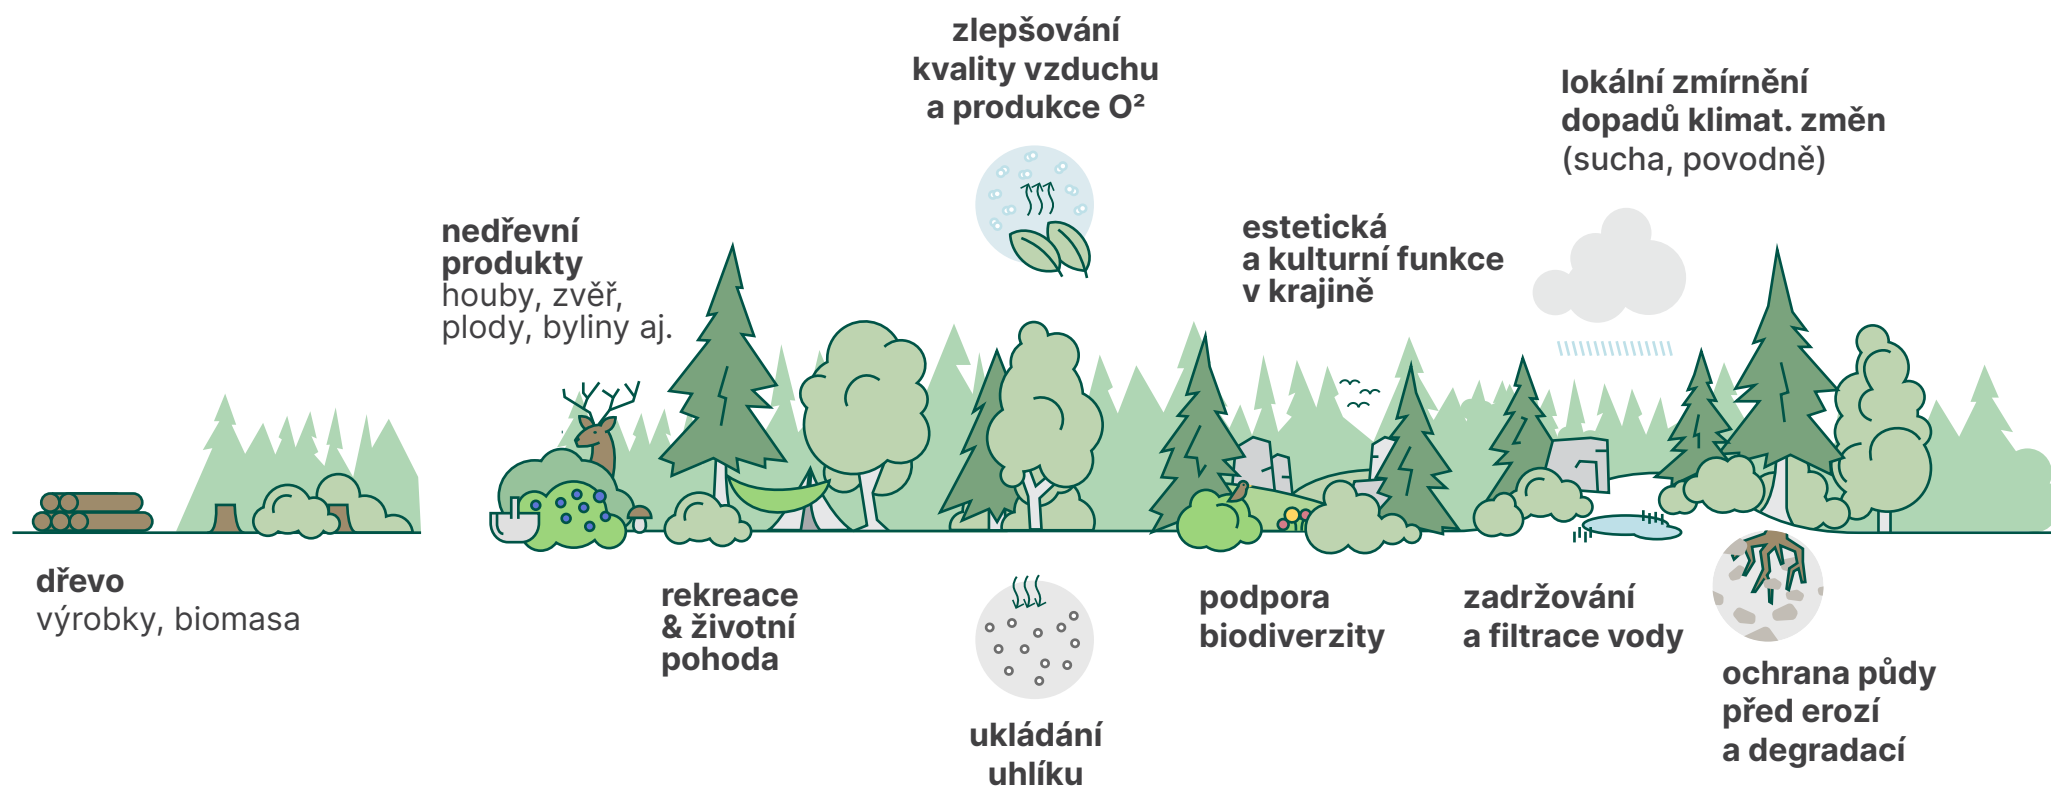 zlepšování
kvality vzduchu
a produkce O²
lokální zmírnění
dopadů klimat. změn
(sucha, povodně)
nedřevní
produkty
houby, zvěř,
plody, byliny aj.
estetická
a kulturní funkce
v krajině
dřevo
výrobky, biomasa
rekreace
& životní
pohoda
ukládání
uhlíku
podpora
biodiverzity
zadržování
a filtrace vody
ochrana půdy
před erozí
a degradací